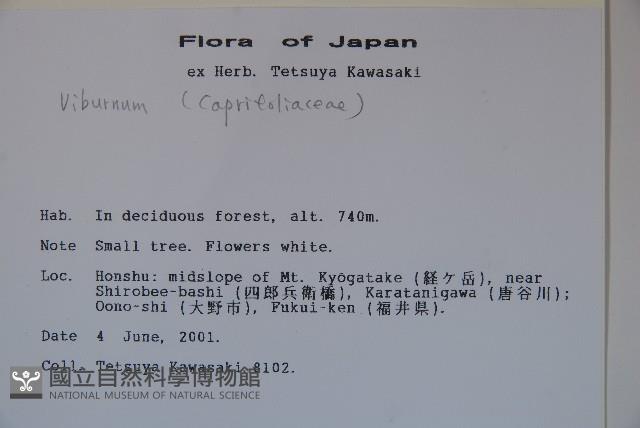 Flora of Japan
ex Herb. Tetsuya Kawasaki
Viburnum (Caprifoliaceae)
Hab. In deciduous forest, alt. 740m.
Note Small tree. Flowers white.
Loc. Honshu: midslope of Mt. Kyōgatake (経ケ岳), near
Shirobee-bashi (四郎兵衛橋), Karatanigawa (唐谷川);
Oono-shi (大野市), Fukui-ken (福井県).
Date 4 June, 2001.
Coll. Tetsuya Kawasaki 8102.
國立自然科學博物館
NATIONAL MUSEUM OF NATURAL SCIENCE